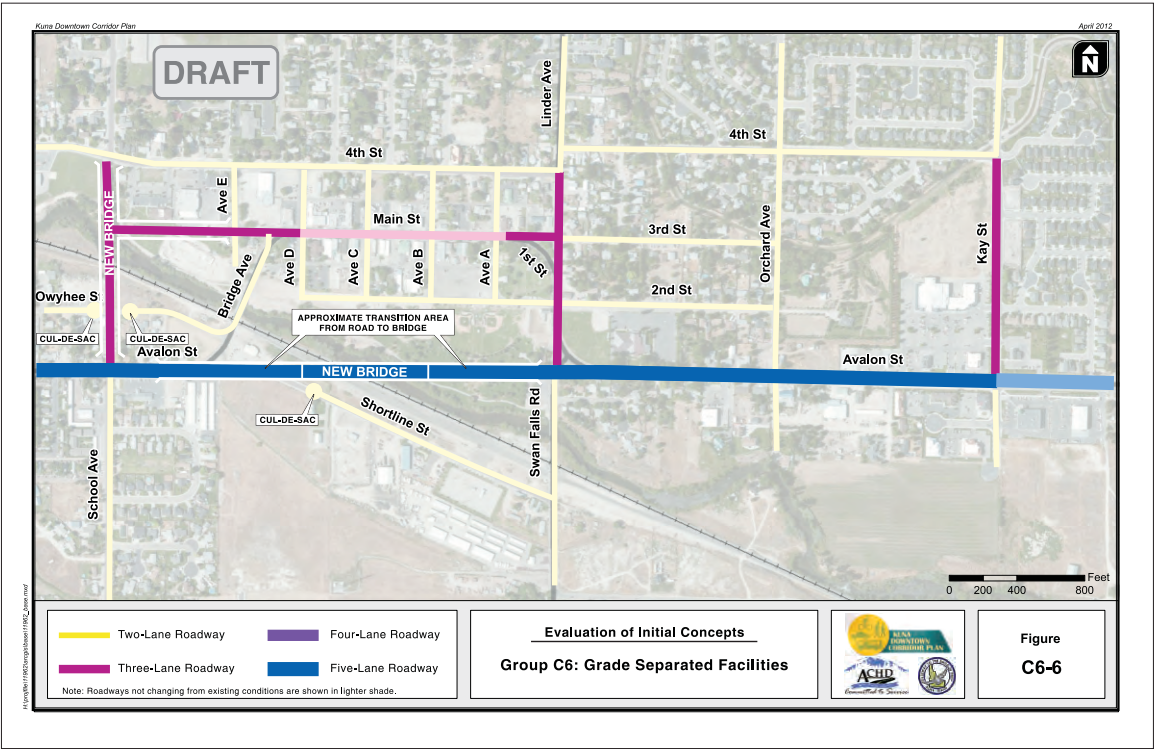 Kuna Downtown Corridor Plan
April 2012
DRAFT
N
Linder Ave
4th St
4th St
NEW BRIDGE
Ave E
Main St
3rd St
Orchard Ave
Kay St
Bridge Ave
Ave D
Ave C
Ave B
Ave A
1st St
2nd St
Owyhee S
CUL-DE-SAC
CUL-DE-SAC
APPROXIMATE TRANSITION AREA
FROM ROAD TO BRIDGE
Avalon St
Avalon St
NEW BRIDGE
CUL-DE-SAC
Shortline St
Swan Falls Rd
School Ave
Feet
0 200 400 800
Two-Lane Roadway
Four-Lane Roadway
Three-Lane Roadway
Five-Lane Roadway
Note: Roadways not changing from existing conditions are shown in lighter shade.
Evaluation of Initial Concepts
Group C6: Grade Separated Facilities
KUNA
DOWNTOWN
CORRIDOR PLAN
ACHD
Committed to Service
Figure
C6-6